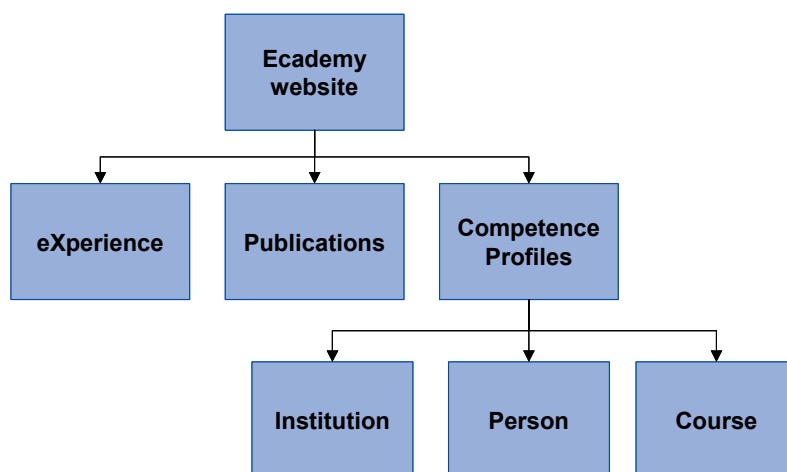 Ecademy
website
eXperience
Publications
Competence
Profiles
Institution
Person
Course